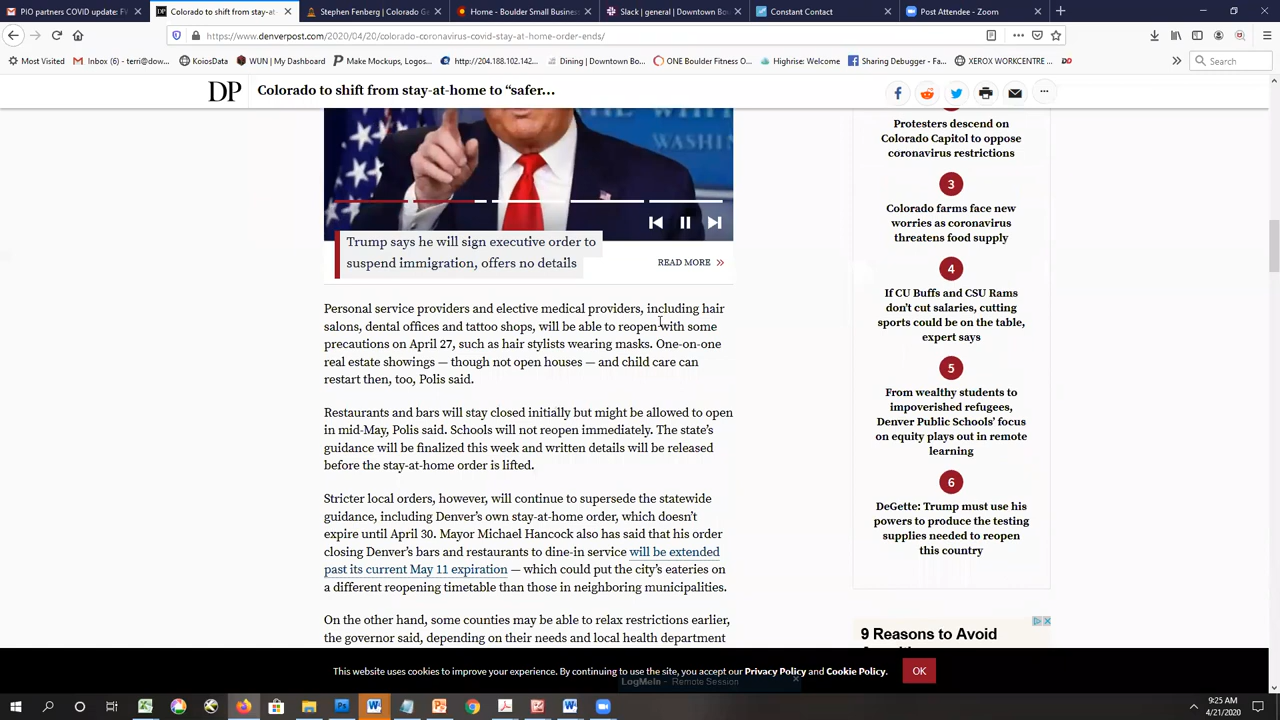 PIO partners COVID update: FV
Colorado to shift from stay-at-
Stephen Fenberg | Colorado Ge
Home - Boulder Small Business
Slack | general | Downtown Bo
Constant Contact
Post Attendee - Zoom
https://www.denverpost.com/2020/04/20/colorado-coronavirus-covid-stay-at-home-order-ends/
Most Visited
Inbox (6) - terri@dow...
KoiosData
WUN | My Dashboard
Make Mockups, Logos...
http://204.188.102.142...
Dining | Downtown Bo...
ONE Boulder Fitness O...
Highrise: Welcome
Sharing Debugger - Fa...
XEROX WORKCENTRE ...
Search
DP
Colorado to shift from stay-at-home to “safer...
WASHING
Trump says he will sign executive order to
suspend immigration, offers no details
READ MORE »
Personal service providers and elective medical providers, including hair
salons, dental offices and tattoo shops, will be able to reopen with some
precautions on April 27, such as hair stylists wearing masks. One-on-one
real estate showings — though not open houses — and child care can
restart then, too, Polis said.
Restaurants and bars will stay closed initially but might be allowed to open
in mid-May, Polis said. Schools will not reopen immediately. The state’s
guidance will be finalized this week and written details will be released
before the stay-at-home order is lifted.
Stricter local orders, however, will continue to supersede the statewide
guidance, including Denver’s own stay-at-home order, which doesn’t
expire until April 30. Mayor Michael Hancock also has said that his order
closing Denver’s bars and restaurants to dine-in service will be extended
past its current May 11 expiration — which could put the city’s eateries on
a different reopening timetable than those in neighboring municipalities.
On the other hand, some counties may be able to relax restrictions earlier,
the governor said, depending on their needs and local health department
Protesters descend on
Colorado Capitol to oppose
coronavirus restrictions
3
Colorado farms face new
worries as coronavirus
threatens food supply
4
If CU Buffs and CSU Rams
don’t cut salaries, cutting
sports could be on the table,
expert says
5
From wealthy students to
impoverished refugees,
Denver Public Schools’ focus
on equity plays out in remote
learning
6
DeGette: Trump must use his
powers to produce the testing
supplies needed to reopen
this country
9 Reasons to Avoid
This website uses cookies to improve your experience. By continuing to use the site, you accept our Privacy Policy and Cookie Policy.
OK
LogMeIn - Remote Session
9:25 AM
4/21/2020